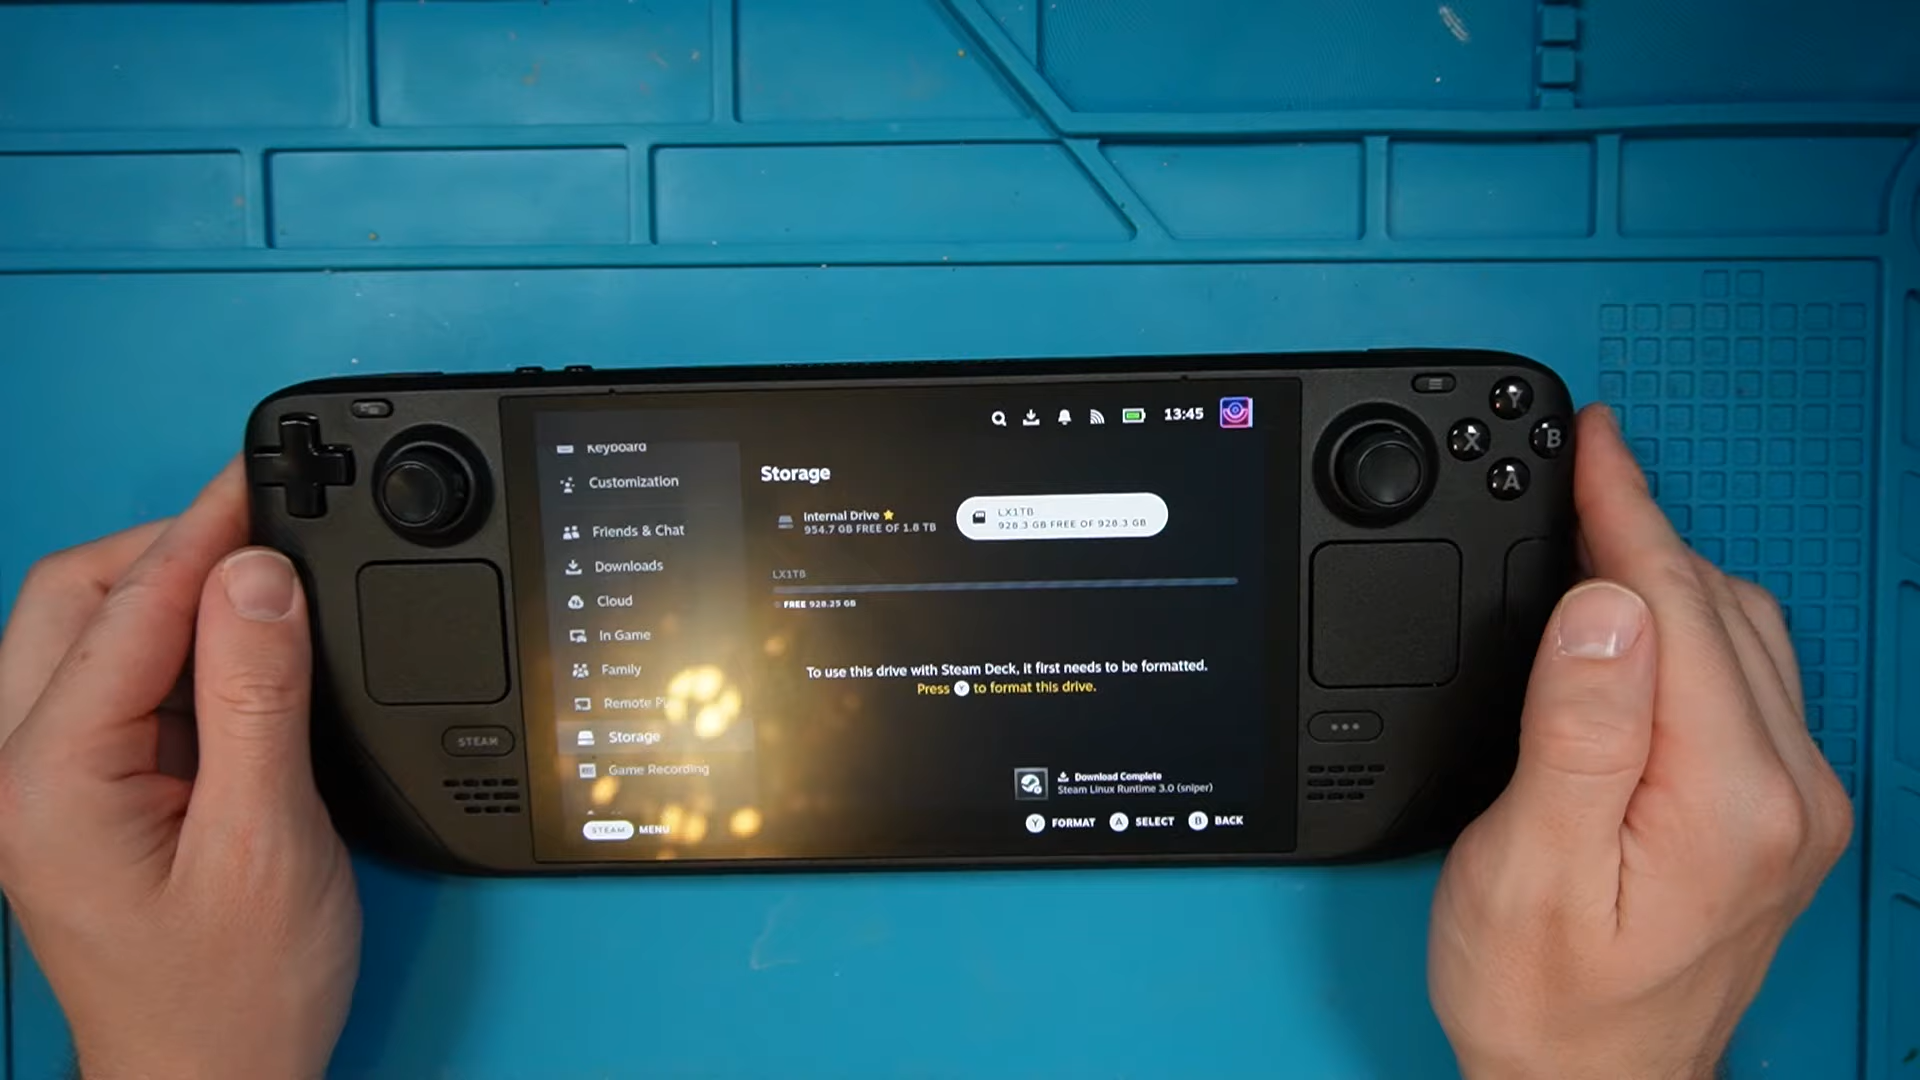 13:45
Keyboard
Customization
Friends & Chat
Downloads
Cloud
In Game
Family
Remote
Storage
Game Recording
STEAM MENU
Storage
Internal Drive
954.7 GB FREE OF 1.8 TB
LX1TB
928.3 GB FREE OF 928.3 GB
LX1TB
FREE 928.25 GB
To use this drive with Steam Deck, it first needs to be formatted.
Press Y to format this drive.
Download Complete
Steam Linux Runtime 3.0 (sniper)
Y FORMAT A SELECT B BACK
STEAM
Y
X
B
A